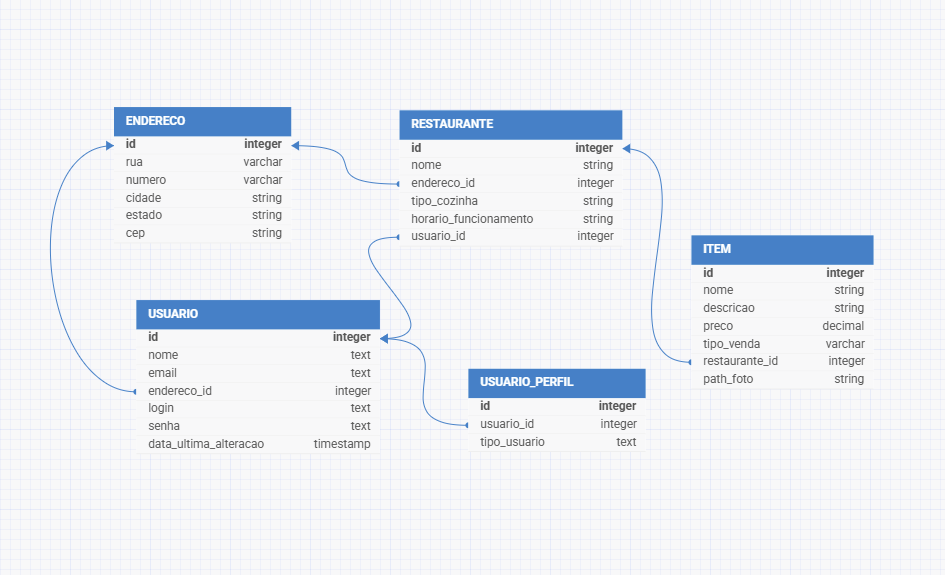 ENDERECO
id integer
rua varchar
numero varchar
cidade string
estado string
cep string
RESTAURANTE
id integer
nome string
endereco_id integer
tipo_cozinha string
horario_funcionamento string
usuario_id integer
ITEM
id integer
nome string
descricao string
preco decimal
tipo_venda varchar
restaurante_id integer
path_foto string
USUARIO
id integer
nome text
email text
endereco_id integer
login text
senha text
data_ultima_alteracao timestamp
USUARIO_PERFIL
id integer
usuario_id integer
tipo_usuario text